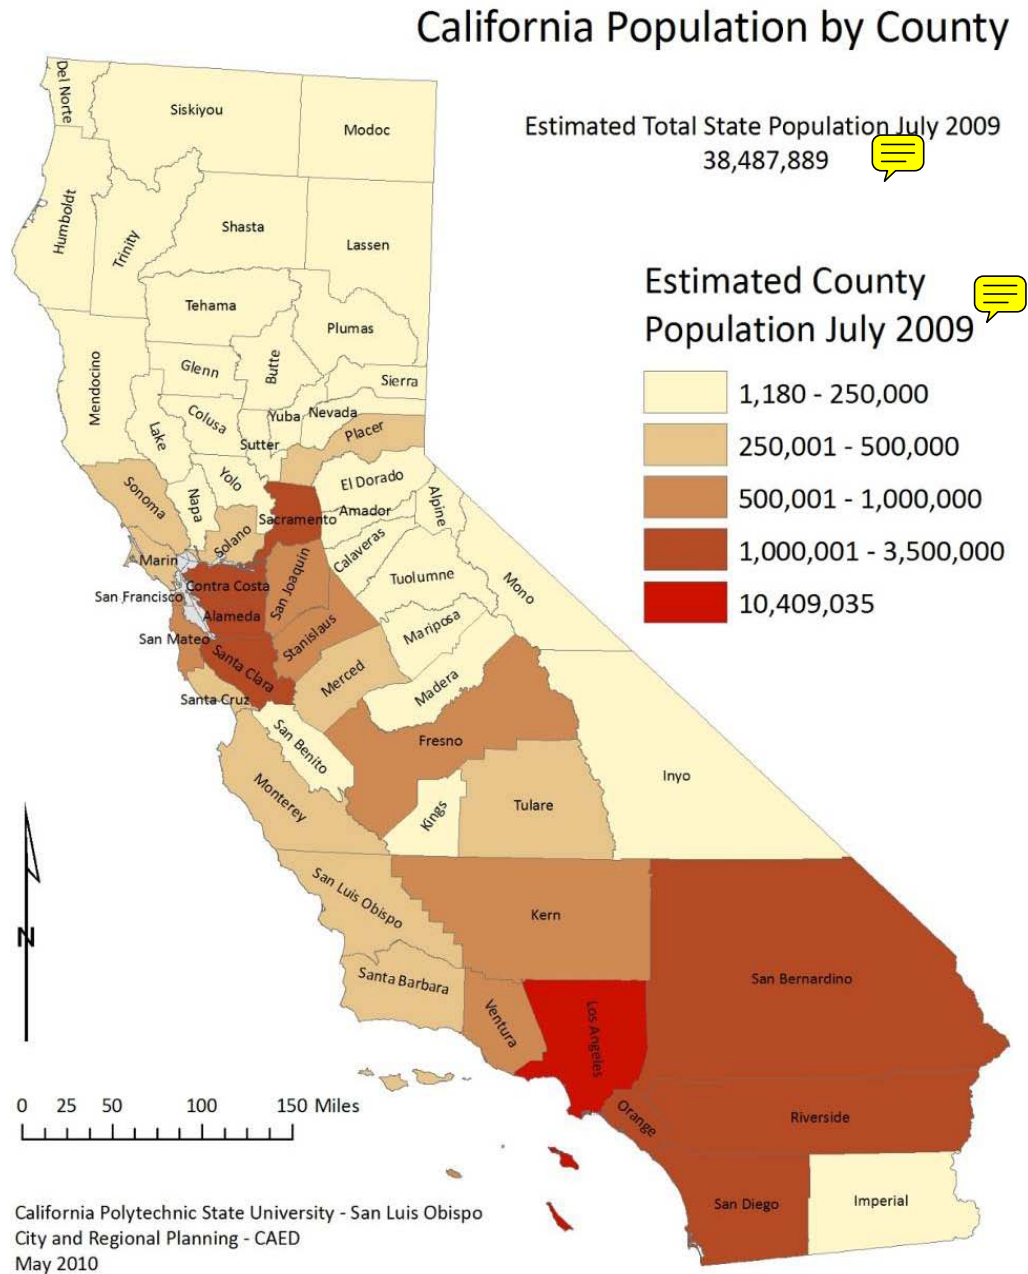 California Population by County
Estimated Total State Population July 2009
38,487,889
Estimated County
Population July 2009
1,180 - 250,000
250,001 - 500,000
500,001 - 1,000,000
1,000,001 - 3,500,000
10,409,035
Del Norte
Siskiyou
Modoc
Humboldt
Trinity
Shasta
Lassen
Tehama
Plumas
Mendocino
Glenn
Butte
Sierra
Lake
Colusa
Sutter
Yuba
Nevada
Placer
Sonoma
Napa
Yolo
El Dorado
Solano
Sacramento
Amador
Alpine
Marin
Calaveras
Contra Costa
San Joaquin
Tuolumne
Mono
San Francisco
Alameda
San Mateo
Stanislaus
Mariposa
Santa Clara
Merced
Madera
Santa Cruz
San Benito
Fresno
Monterey
Kings
Tulare
Inyo
San Luis Obispo
Kern
Santa Barbara
Ventura
Los Angeles
San Bernardino
Orange
Riverside
San Diego
Imperial
N
0 25 50 100 150 Miles
California Polytechnic State University - San Luis Obispo
City and Regional Planning - CAED
May 2010